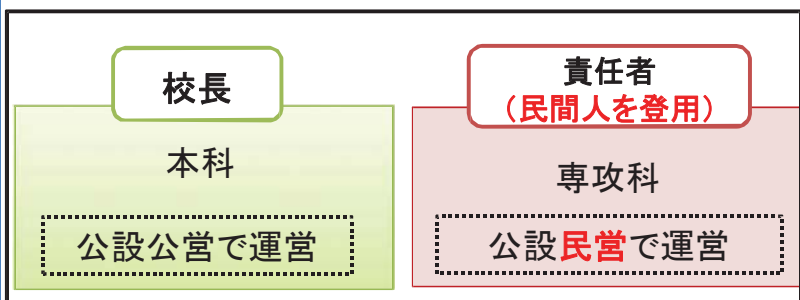 校長
本科
公設公営で運営
責任者
（民間人を登用）
専攻科
公設民営で運営